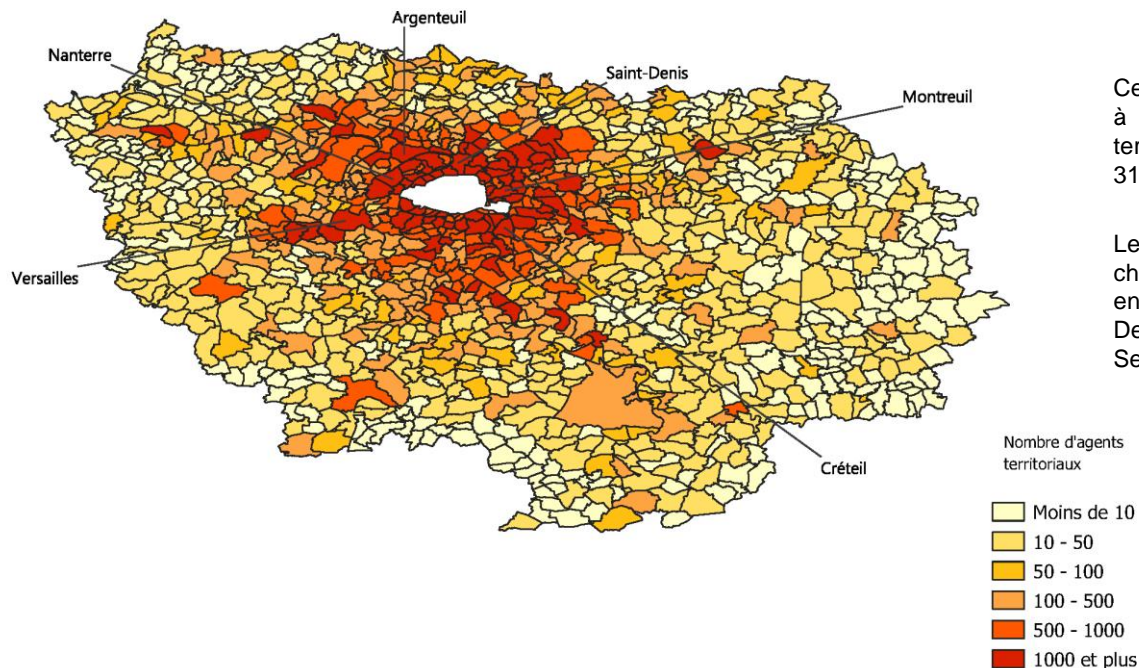 Argenteuil
Nanterre
Saint-Denis
Montreuil
Versailles
Créteil
Ce
à
ter
31
Le
ch
en
De
Se
Nombre d'agents
territoriaux
Moins de 10
10 - 50
50 - 100
100 - 500
500 - 1000
1000 et plus